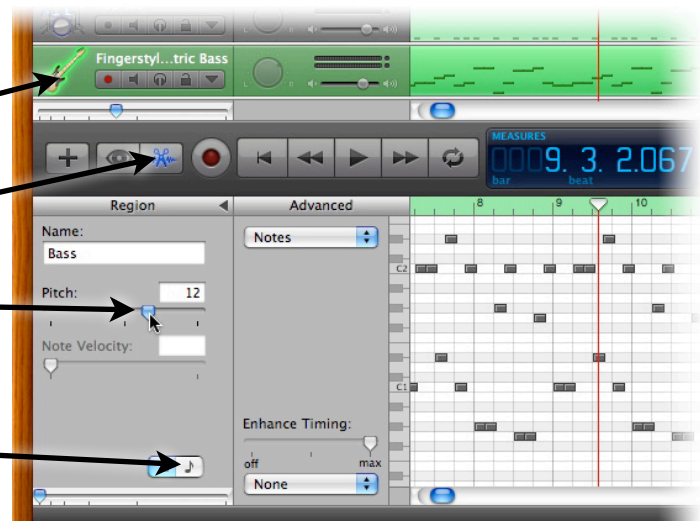 Fingerstyl...tric Bass
MEASURES
0009. 3. 2.067
bar beat
Region Advanced
8 9 10
Name:
Bass
Notes
C2
Pitch: 12
Note Velocity:
C1
Enhance Timing:
off max
None